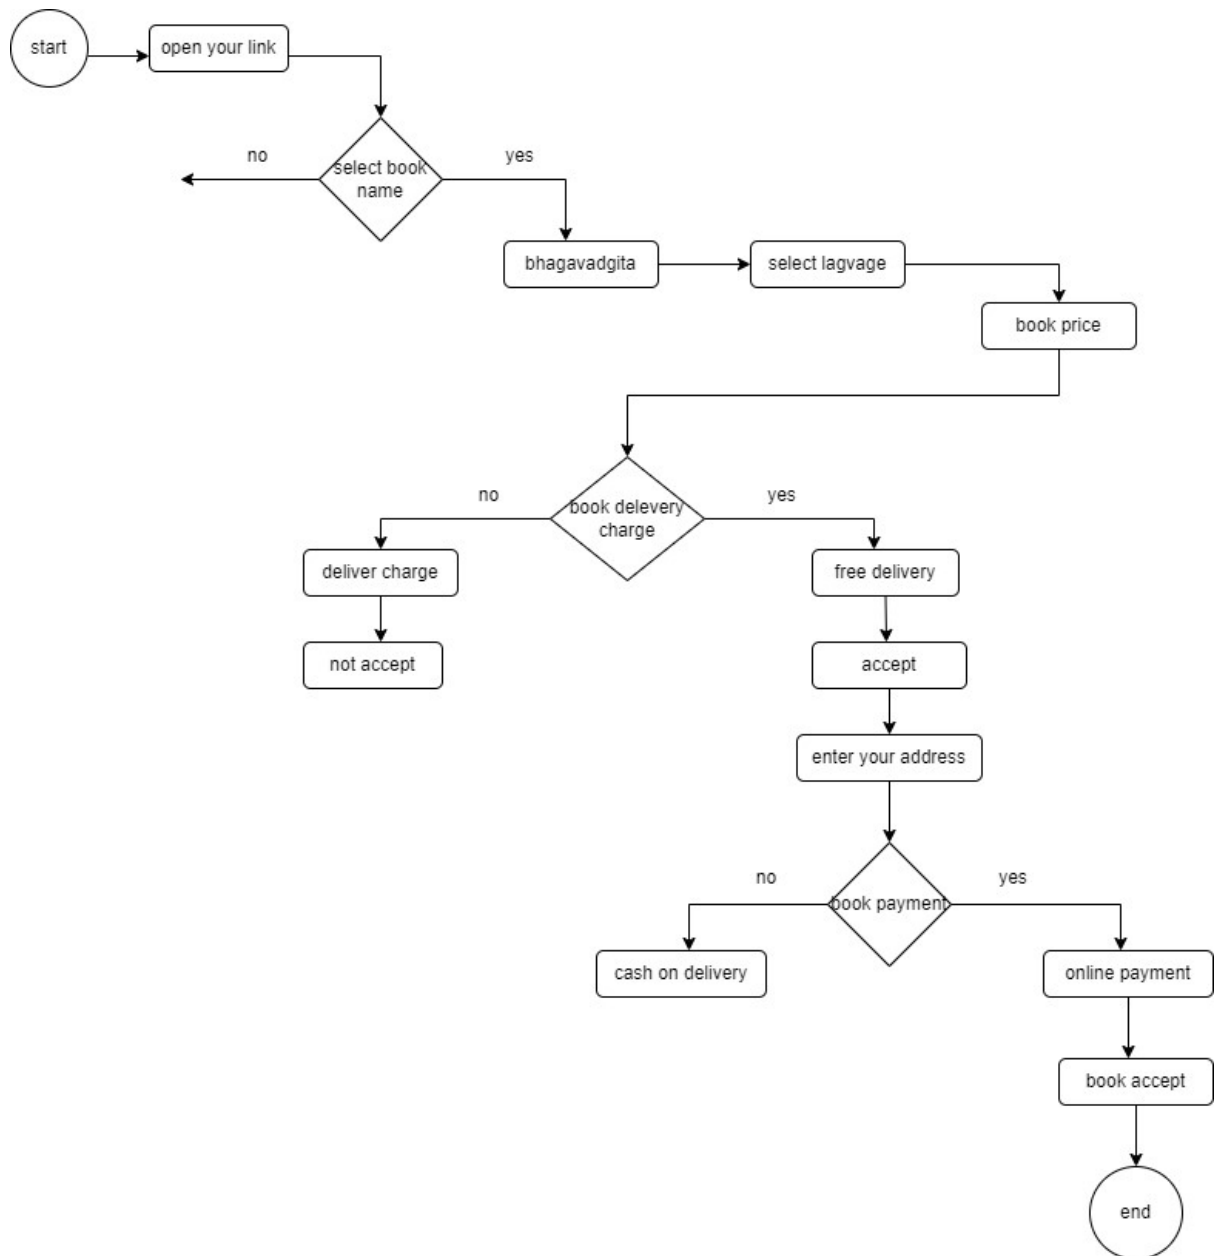 start
open your link
no
yes
select book
name
bhagavadgita
select lagvage
book price
no
yes
book delevery
charge
deliver charge
free delivery
not accept
accept
enter your address
no
yes
book payment
cash on delivery
online payment
book accept
end